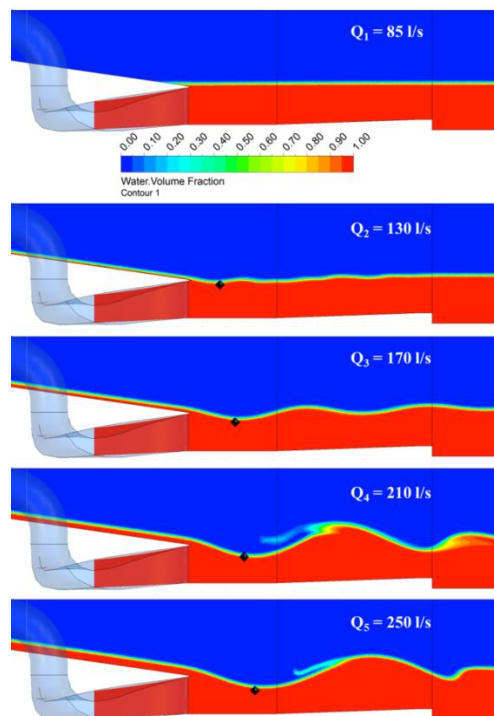 Q₁ = 85 l/s
0.00 0.10 0.20 0.30 0.40 0.50 0.60 0.70 0.80 0.90 1.00
Water.Volume Fraction
Contour 1
Q₂ = 130 l/s
Q₃ = 170 l/s
Q₄ = 210 l/s
Q₅ = 250 l/s